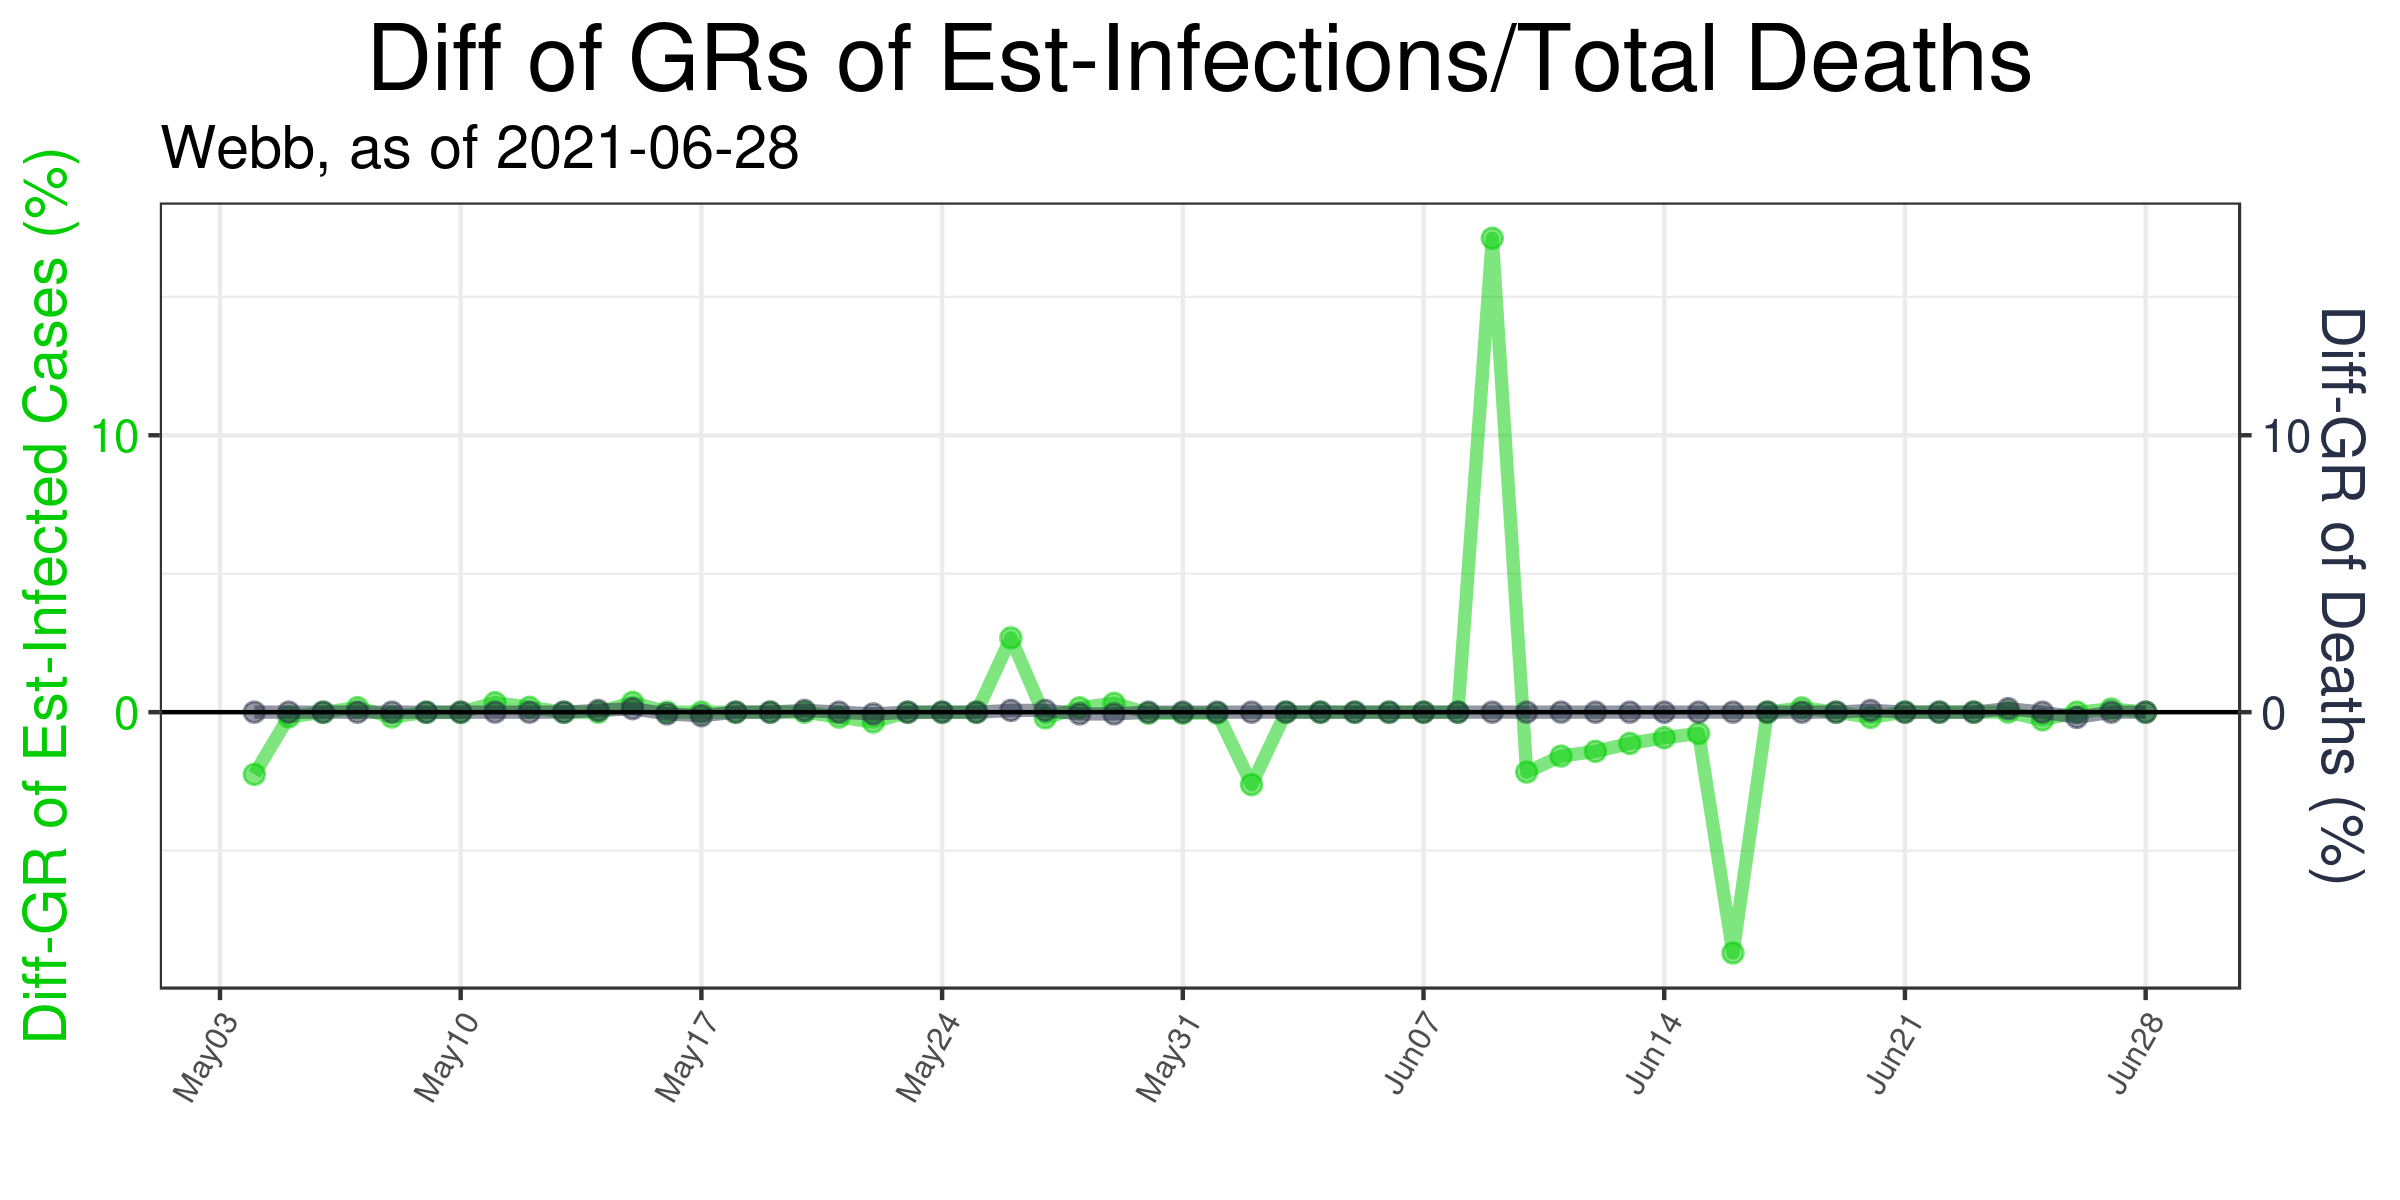 Diff of GRs of Est-Infections/Total Deaths
Webb, as of 2021-06-28
Diff-GR of Est-Infected Cases (%)
10
0
10
0
Diff-GR of Deaths (%)
May03
May10
May17
May24
May31
Jun07
Jun14
Jun21
Jun28